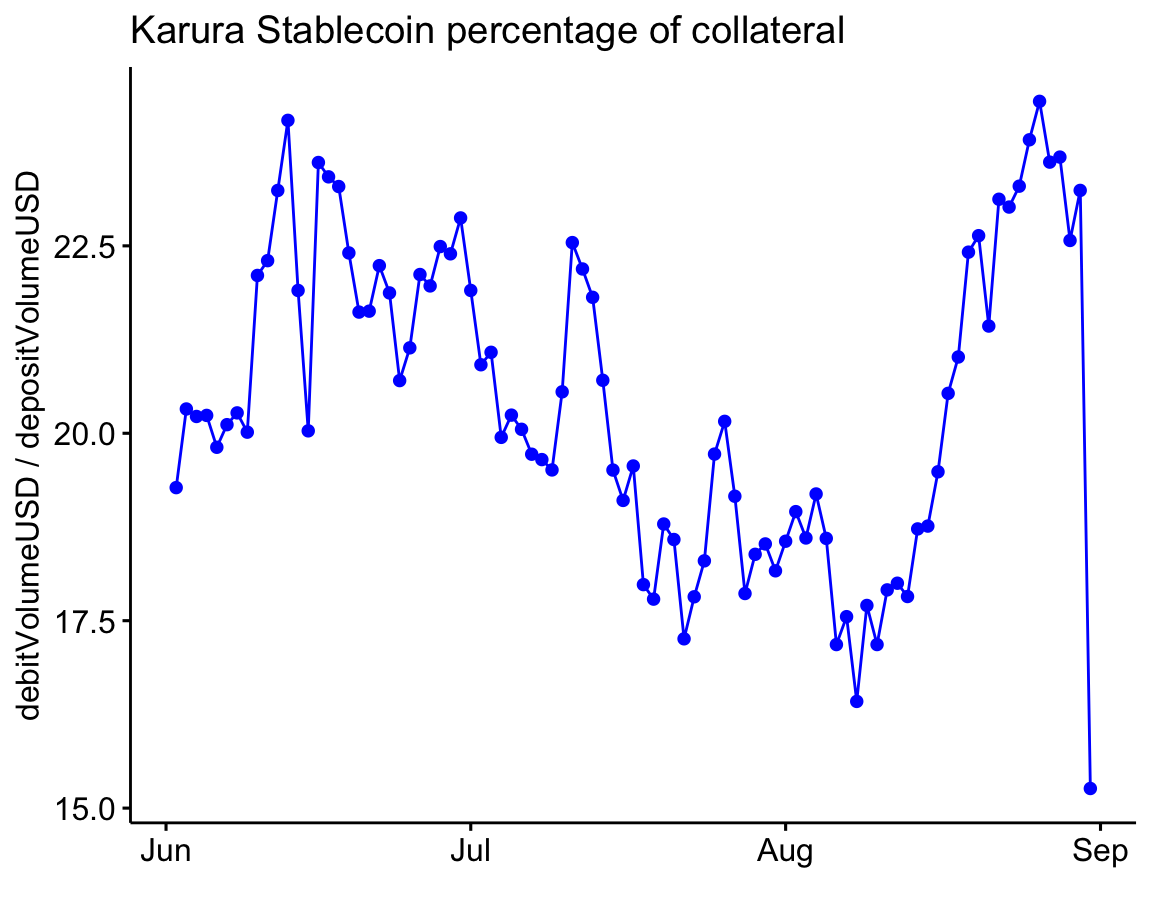 Karura Stablecoin percentage of collateral
debitVolumeUSD / depositVolumeUSD
22.5
20.0
17.5
15.0
Jun
Jul
Aug
Sep